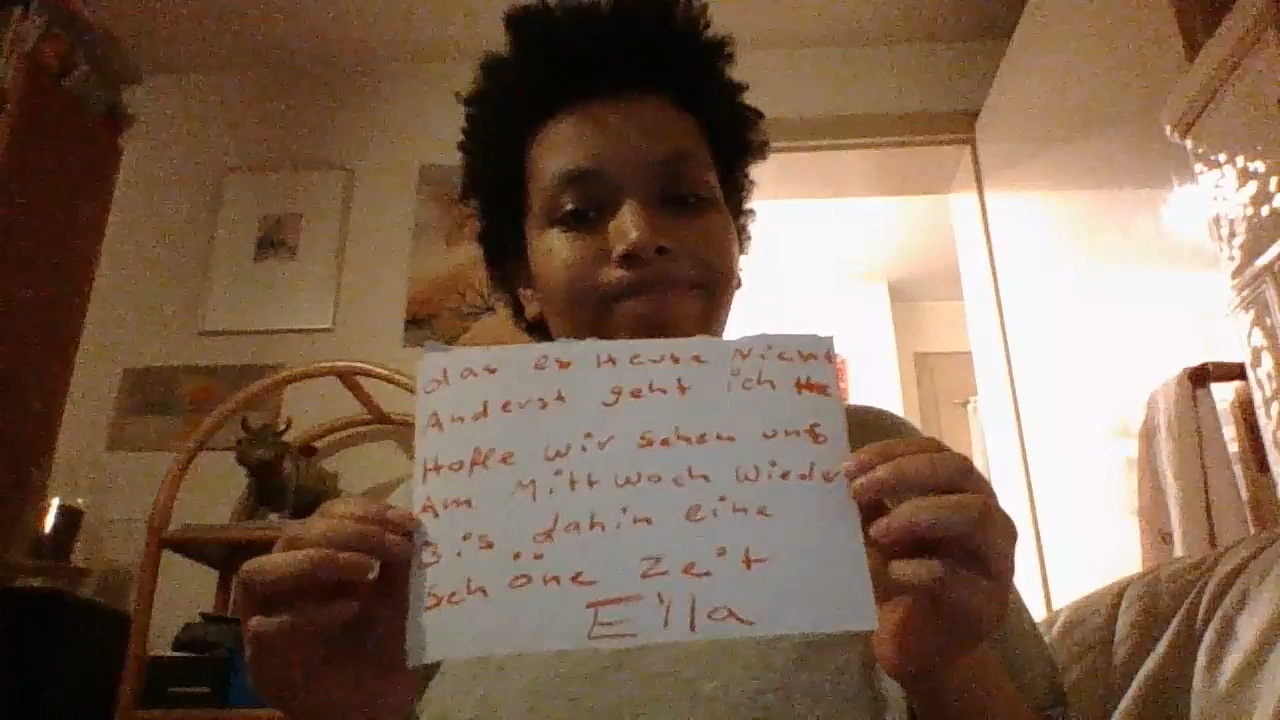 das es Heute Nicht
Anderst geht ich
Hoffe wir sehen uns
Am Mittwoch wieder
Bis dahin eine
schöne Zeit
Ella